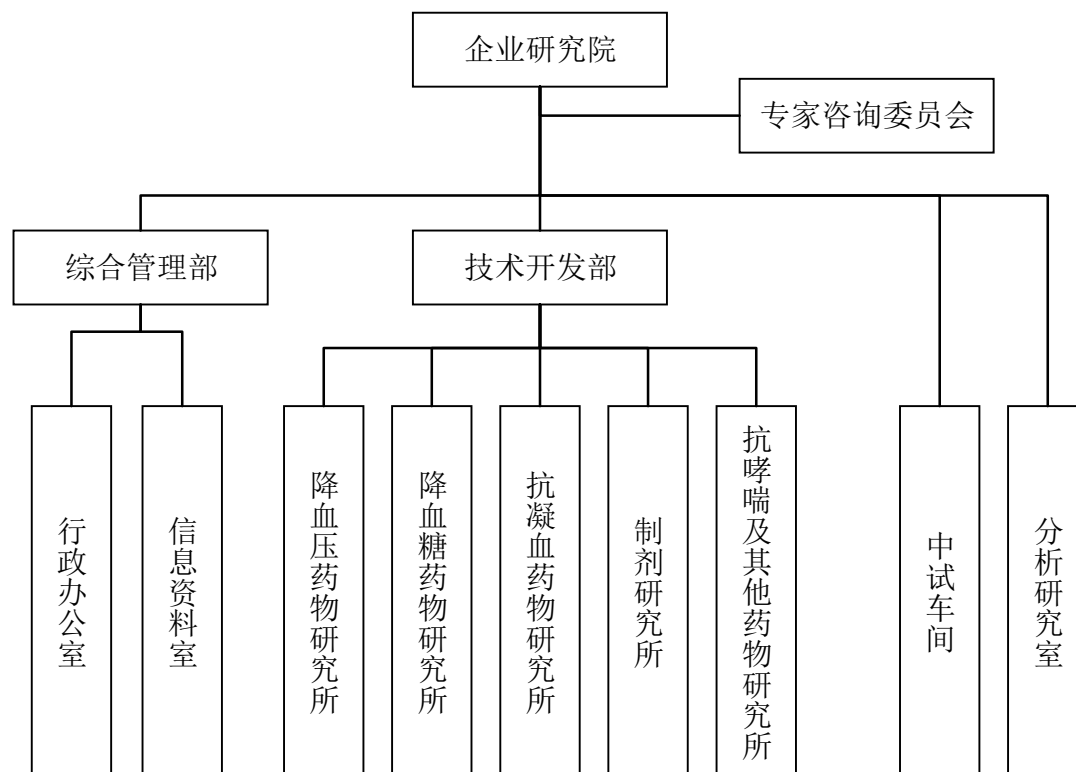 企业研究院
专家咨询委员会
综合管理部
技术开发部
行政办公室
信息资料室
降血压药物研究所
降血糖药物研究所
抗凝血药物研究所
制剂研究所
抗哮喘及其他药物研究所
中试车间
分析研究室